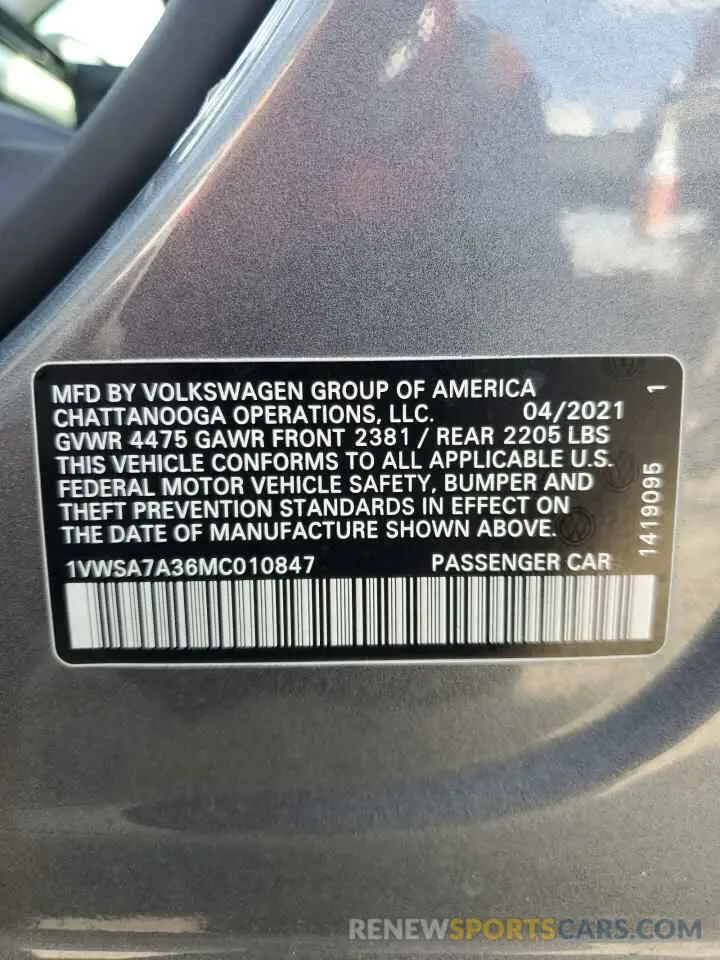 MFD BY VOLKSWAGEN GROUP OF AMERICA
CHATTANOOGA OPERATIONS, LLC. 04/2021
GVWR 4475 GAWR FRONT 2381 / REAR 2205 LBS
THIS VEHICLE CONFORMS TO ALL APPLICABLE U.S.
FEDERAL MOTOR VEHICLE SAFETY, BUMPER AND
THEFT PREVENTION STANDARDS IN EFFECT ON
THE DATE OF MANUFACTURE SHOWN ABOVE.
1VWSA7A36MC010847 PASSENGER CAR
1419095 1
RENEWSPORTSCARS.COM